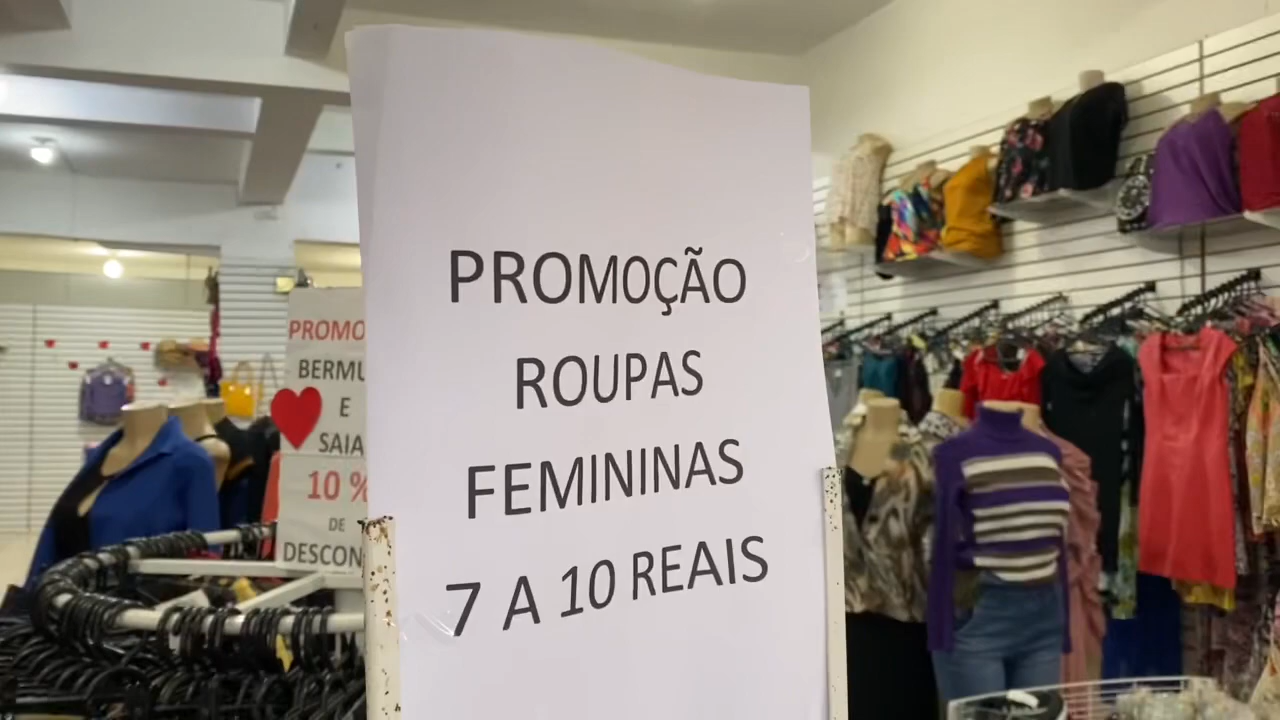 PROMOÇÃO
ROUPAS
FEMININAS
7 A 10 REAIS
PROMO
BERMU
E
SAIA
10 %
DE
DESCON